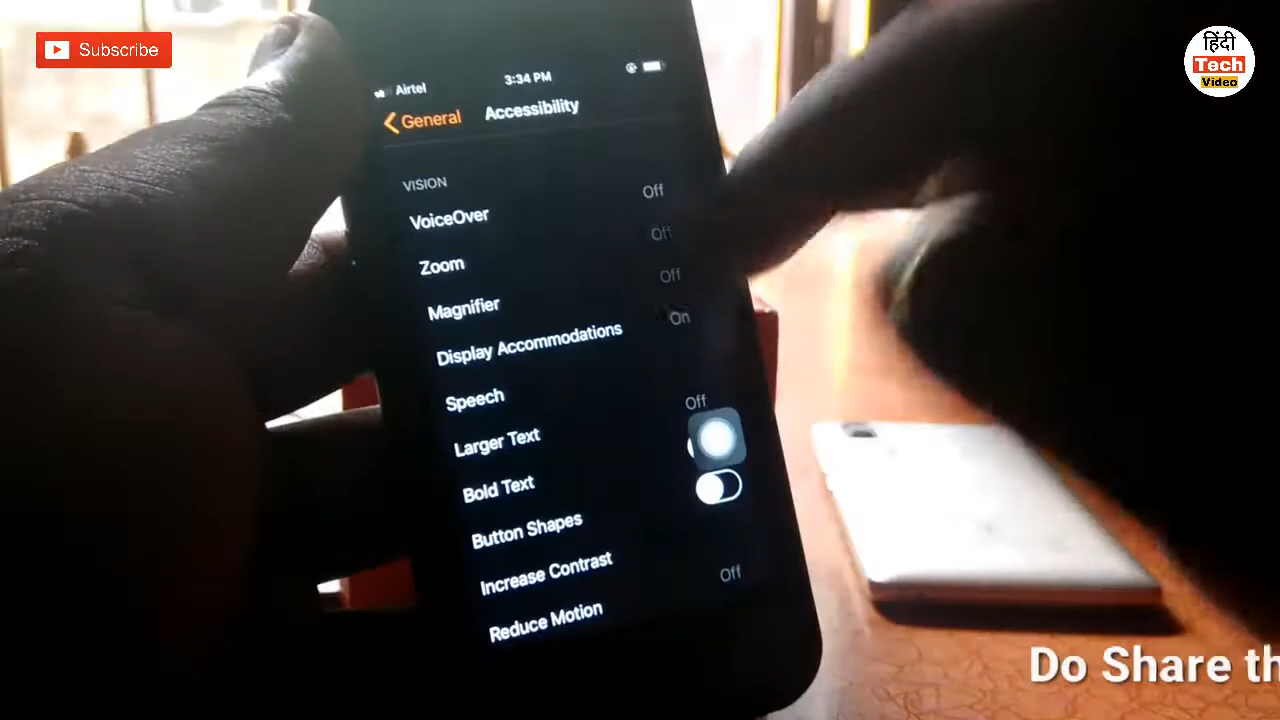 Subscribe
हिंदी
Tech
Video
Airtel
3:34 PM
General
Accessibility
VISION
VoiceOver
Off
Zoom
Off
Magnifier
Off
Display Accommodations
On
Speech
Larger Text
Off
Bold Text
Button Shapes
Increase Contrast
Reduce Motion
Off
Do Share th